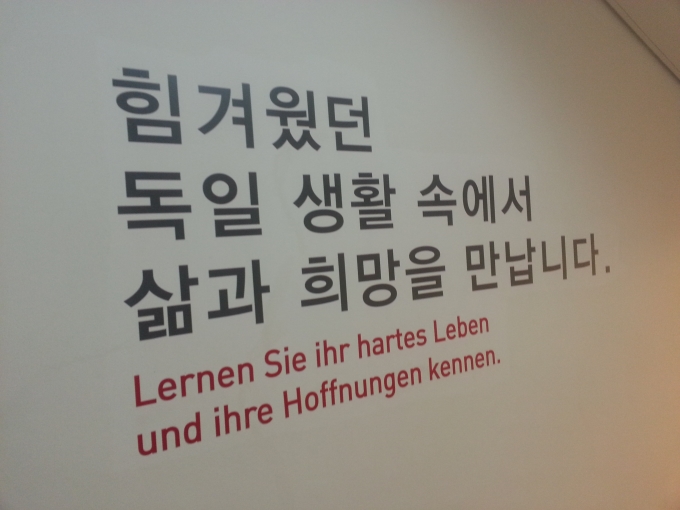 힘겨웠던
독일 생활 속에서
삶과 희망을 만납니다.
Lernen Sie ihr hartes Leben
und ihre Hoffnungen kennen.